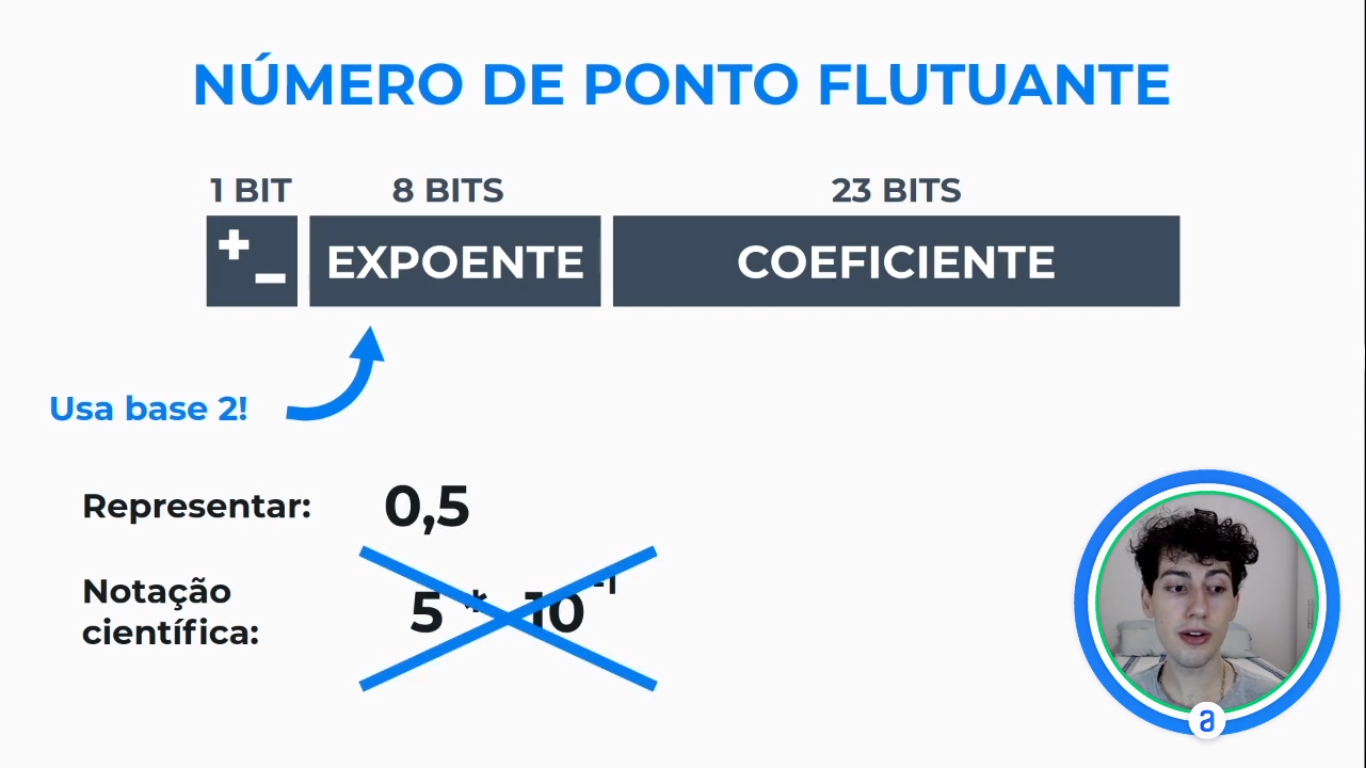 NÚMERO DE PONTO FLUTUANTE
1 BIT 8 BITS 23 BITS
+ - EXPOENTE COEFICIENTE
Usa base 2!
Representar: 0,5
Notação
científica: 5 * 10⁻¹
a